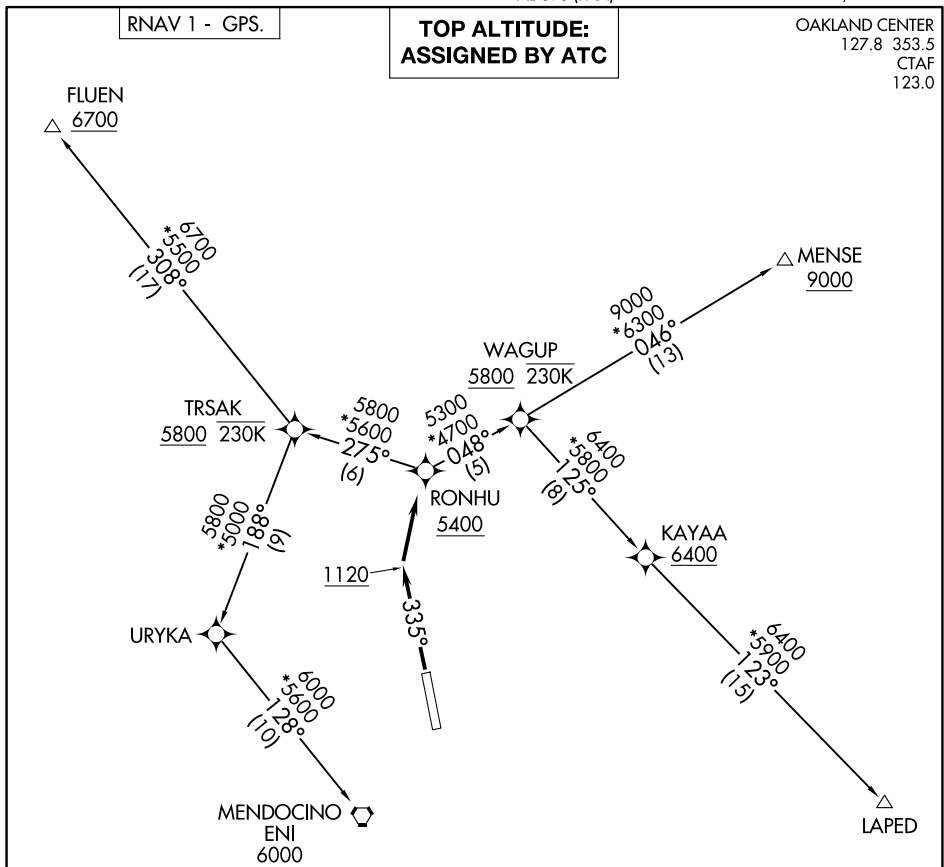 RNAV 1 - GPS.
TOP ALTITUDE:
ASSIGNED BY ATC
OAKLAND CENTER
127.8 353.5
CTAF
123.0
FLUEN
6700
6700
*5500
308°
(17)
MENSE
9000
9000
*6300
046°
(13)
WAGUP
5800 230K
TRSAK
5800 230K
5800
*5600
275°
(6)
5300
*4700
048°
(5)
RONHU
5400
6400
*5800
125°
(8)
KAYAA
6400
1120
335°
5800
*5000
188°
(9)
URYKA
6000
*5600
128°
(10)
6400
*5900
123°
(15)
MENDOCINO
ENI
6000
LAPED